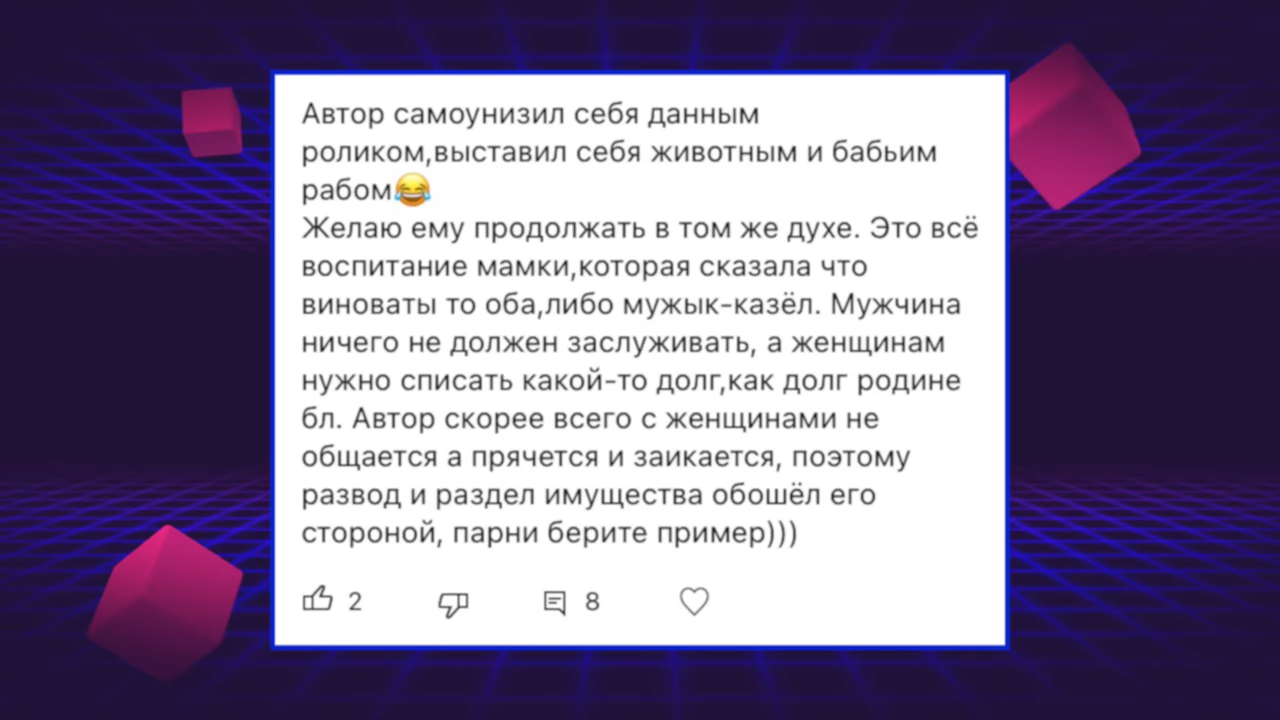 Автор самоунизил себя данным
роликом,выставил себя животным и бабьим
рабом😂
Желаю ему продолжать в том же духе. Это всё
воспитание мамки,которая сказала что
виноваты то оба,либо мужык-казёл. Мужчина
ничего не должен заслуживать, а женщинам
нужно списать какой-то долг,как долг родине
бл. Автор скорее всего с женщинами не
общается а прячется и заикается, поэтому
развод и раздел имущества обошёл его
стороной, парни берите пример)))
2 8